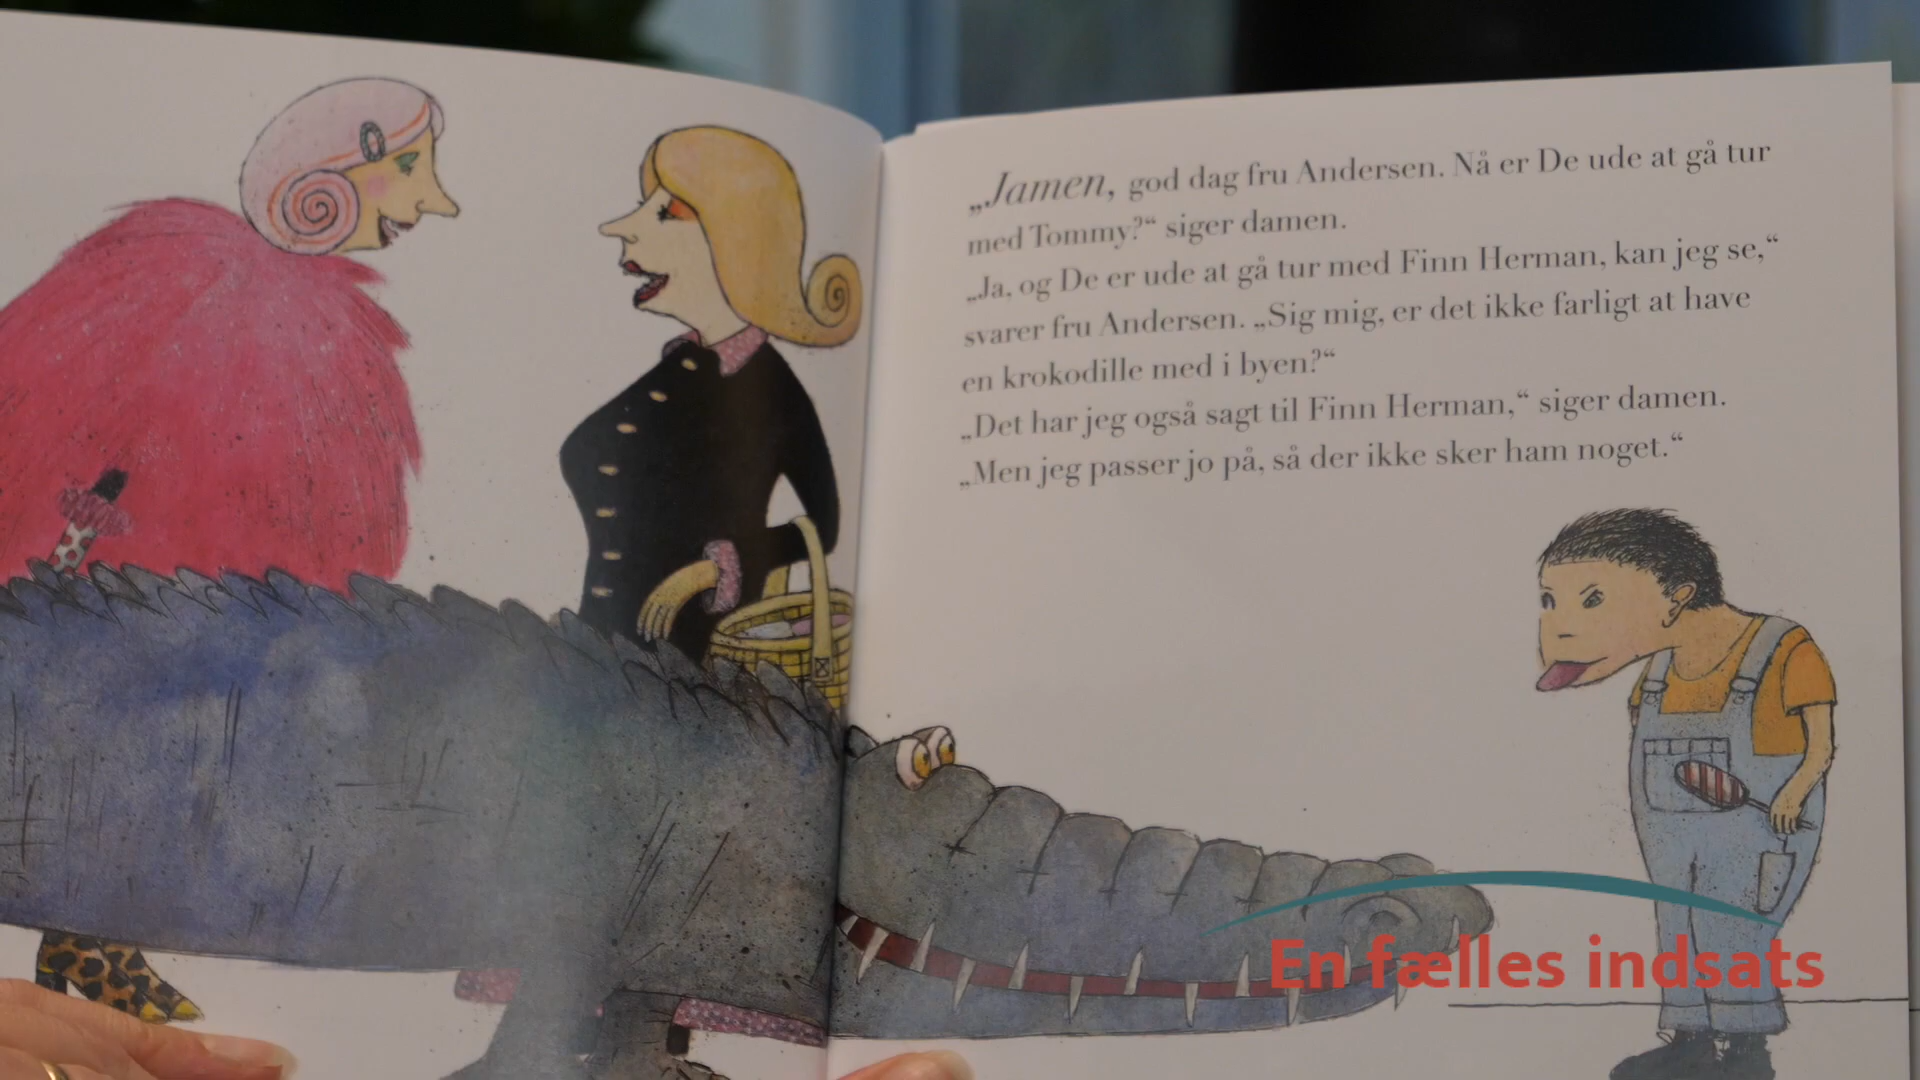 „Jamen, god dag fru Andersen. Nå er De ude at gå tur
med Tommy?“ siger damen.
„Ja, og De er ude at gå tur med Finn Herman, kan jeg se,“
svarer fru Andersen. „Sig mig, er det ikke farligt at have
en krokodille med i byen?“
„Det har jeg også sagt til Finn Herman,“ siger damen.
„Men jeg passer jo på, så der ikke sker ham noget.“
En fælles indsats